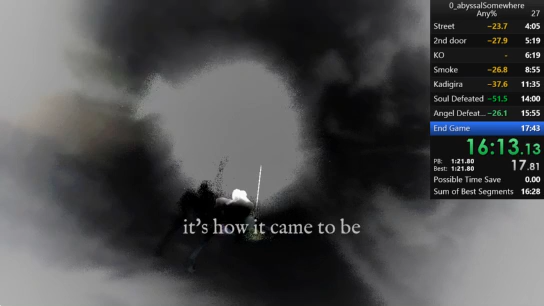 0_abyssalSomewhere
Any% 27
Street -23.7 4:05
2nd door -27.9 5:19
KO - 6:19
Smoke -26.8 8:55
Kadigira -37.6 11:35
Soul Defeated -51.5 14:00
Angel Defeat... -26.1 15:55
End Game 17:43
16:13.13
PB: 1:21.80
Best: 1:21.80
17.81
Possible Time Save 0.00
Sum of Best Segments 16:28
it's how it came to be